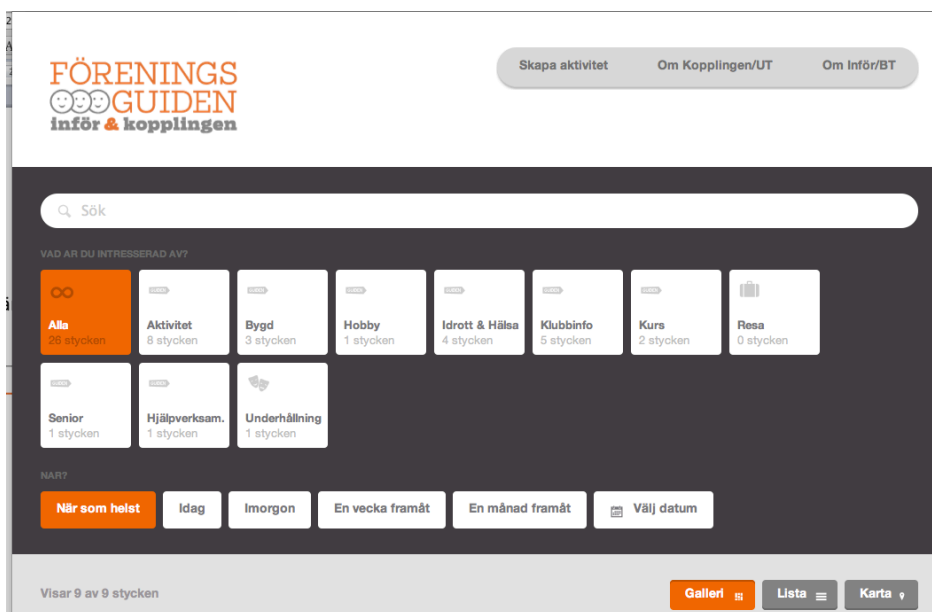 FÖRENINGS
GUIDEN
inför & kopplingen
Skapa aktivitet
Om Kopplingen/UT
Om Inför/BT
Sök
VAD AR DU INTRESSERAD AV?
Alla
26 stycken
Aktivitet
8 stycken
Bygd
3 stycken
Hobby
1 stycken
Idrott & Hälsa
4 stycken
Klubbinfo
5 stycken
Kurs
2 stycken
Resa
0 stycken
Senior
1 stycken
Hjälpverksam.
1 stycken
Underhållning
1 stycken
NAR?
När som helst
Idag
Imorgon
En vecka framåt
En månad framåt
Välj datum
Visar 9 av 9 stycken
Galleri
Lista
Karta